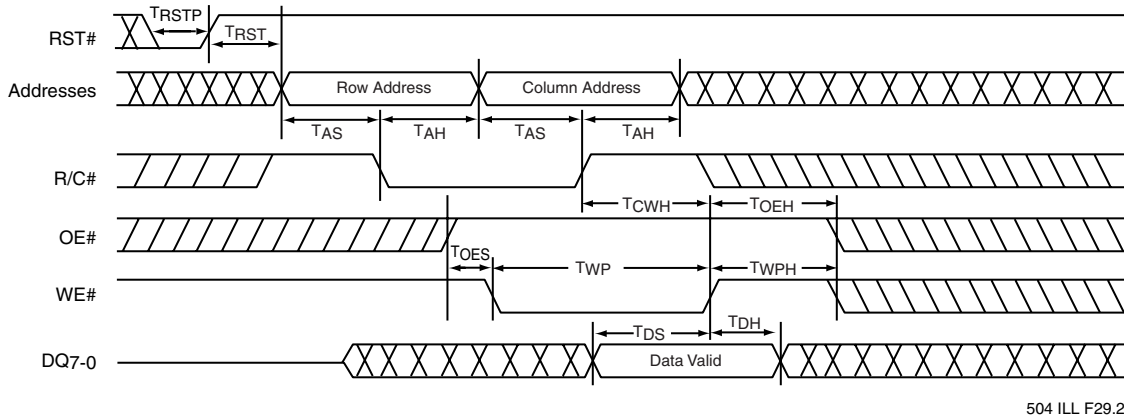 RST#
TRSTP
TRST
Addresses
Row Address
Column Address
TAS
TAH
TAS
TAH
R/C#
TCWH
TOEH
OE#
TOES
TWP
TWPH
WE#
TDS
TDH
DQ7-0
Data Valid
504 ILL F29.2